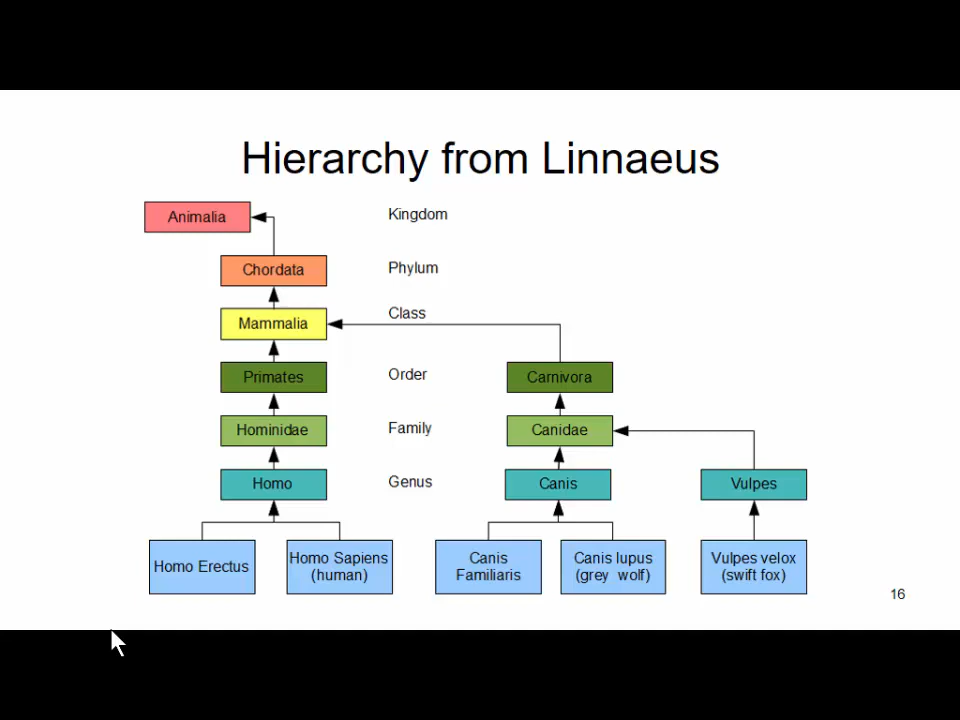 Hierarchy from Linnaeus
Animalia
Kingdom
Chordata
Phylum
Mammalia
Class
Primates
Order
Carnivora
Hominidae
Family
Canidae
Homo
Genus
Canis
Vulpes
Homo Erectus
Homo Sapiens
(human)
Canis
Familiaris
Canis lupus
(grey wolf)
Vulpes velox
(swift fox)
16